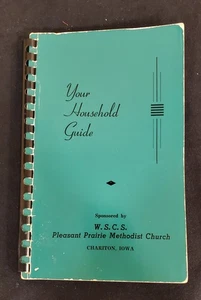 Your
Household
Guide
Sponsored by
W. S. C. S.
Pleasant Prairie Methodist Church
CHARITON, IOWA